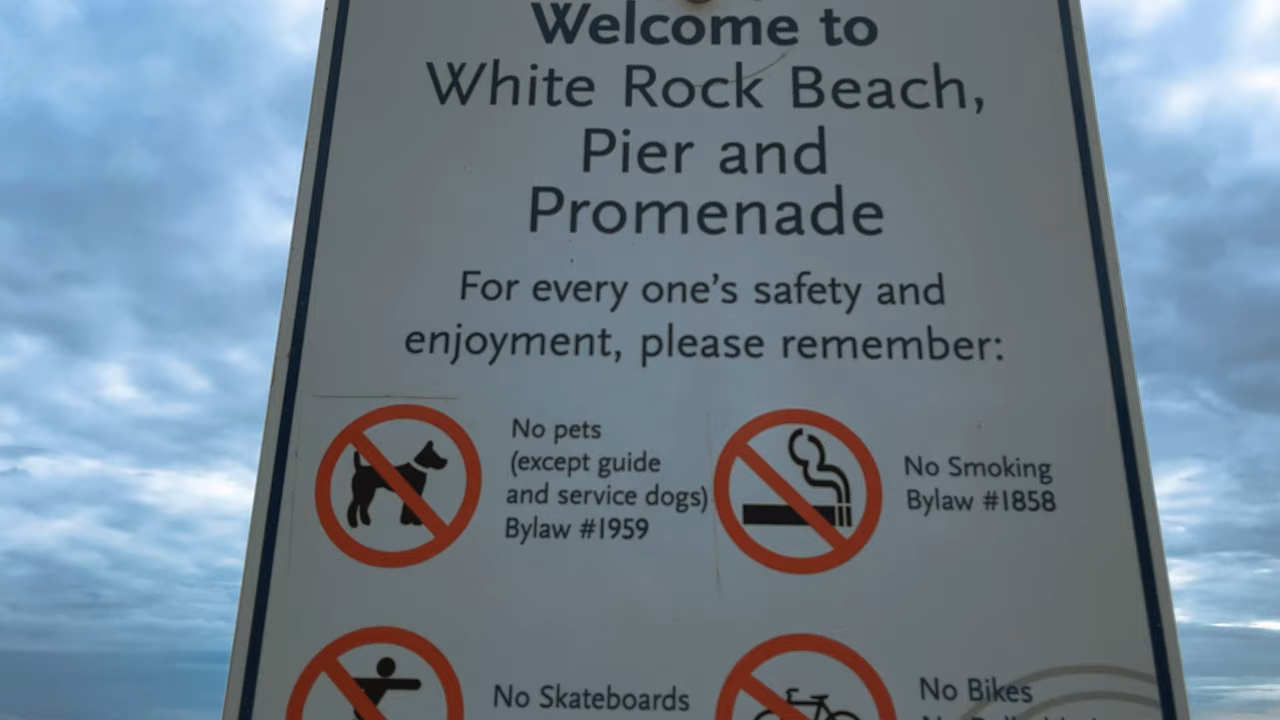 Welcome to
White Rock Beach,
Pier and
Promenade
For every one's safety and
enjoyment, please remember:
No pets
(except guide
and service dogs)
Bylaw #1959
No Smoking
Bylaw #1858
No Skateboards
No Bikes